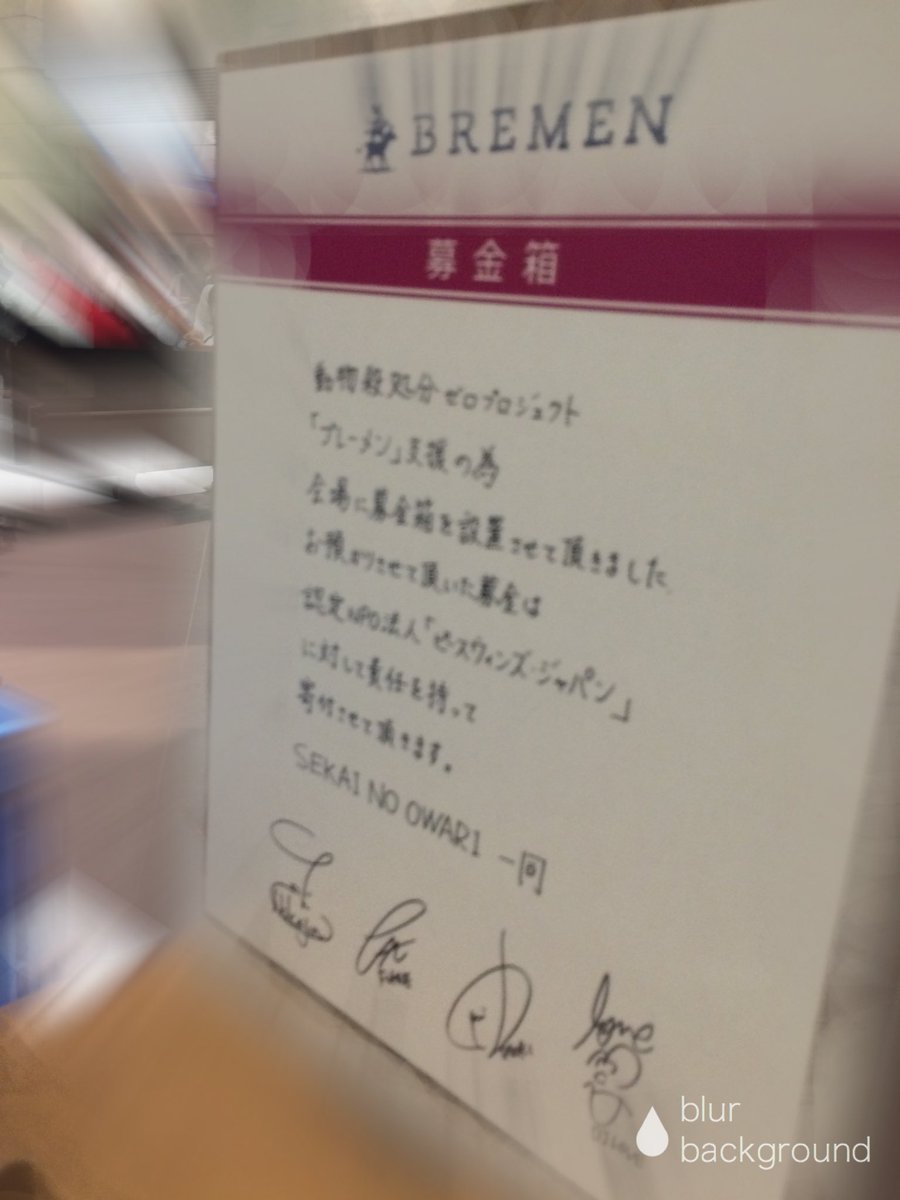 BREMEN
募金箱
動物殺処分ゼロプロジェクト
「ブレーメン」支援の為
会場に募金箱を設置させて頂きました
お預かりさせて頂いた募金は
認定NPO法人「ピースウィンズ・ジャパン」
に対して責任を持って
寄付させて頂きます。
SEKAI NO OWARI 一同
blur
background